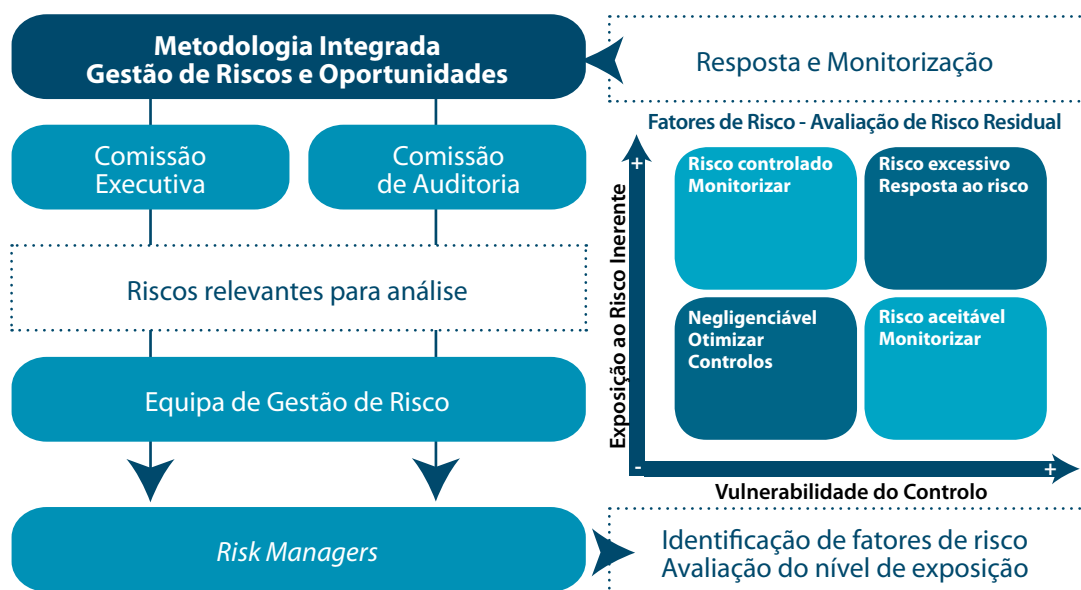 Metodologia Integrada
Gestão de Riscos e Oportunidades
Comissão
Executiva
Comissão
de Auditoria
Riscos relevantes para análise
Equipa de Gestão de Risco
Risk Managers
Resposta e Monitorização
Fatores de Risco - Avaliação de Risco Residual
Exposição ao Risco Inerente
+
Risco controlado
Monitorizar
Risco excessivo
Resposta ao risco
Negligenciável
Otimizar
Controlos
Risco aceitável
Monitorizar
-
+
Vulnerabilidade do Controlo
Identificação de fatores de risco
Avaliação do nível de exposição